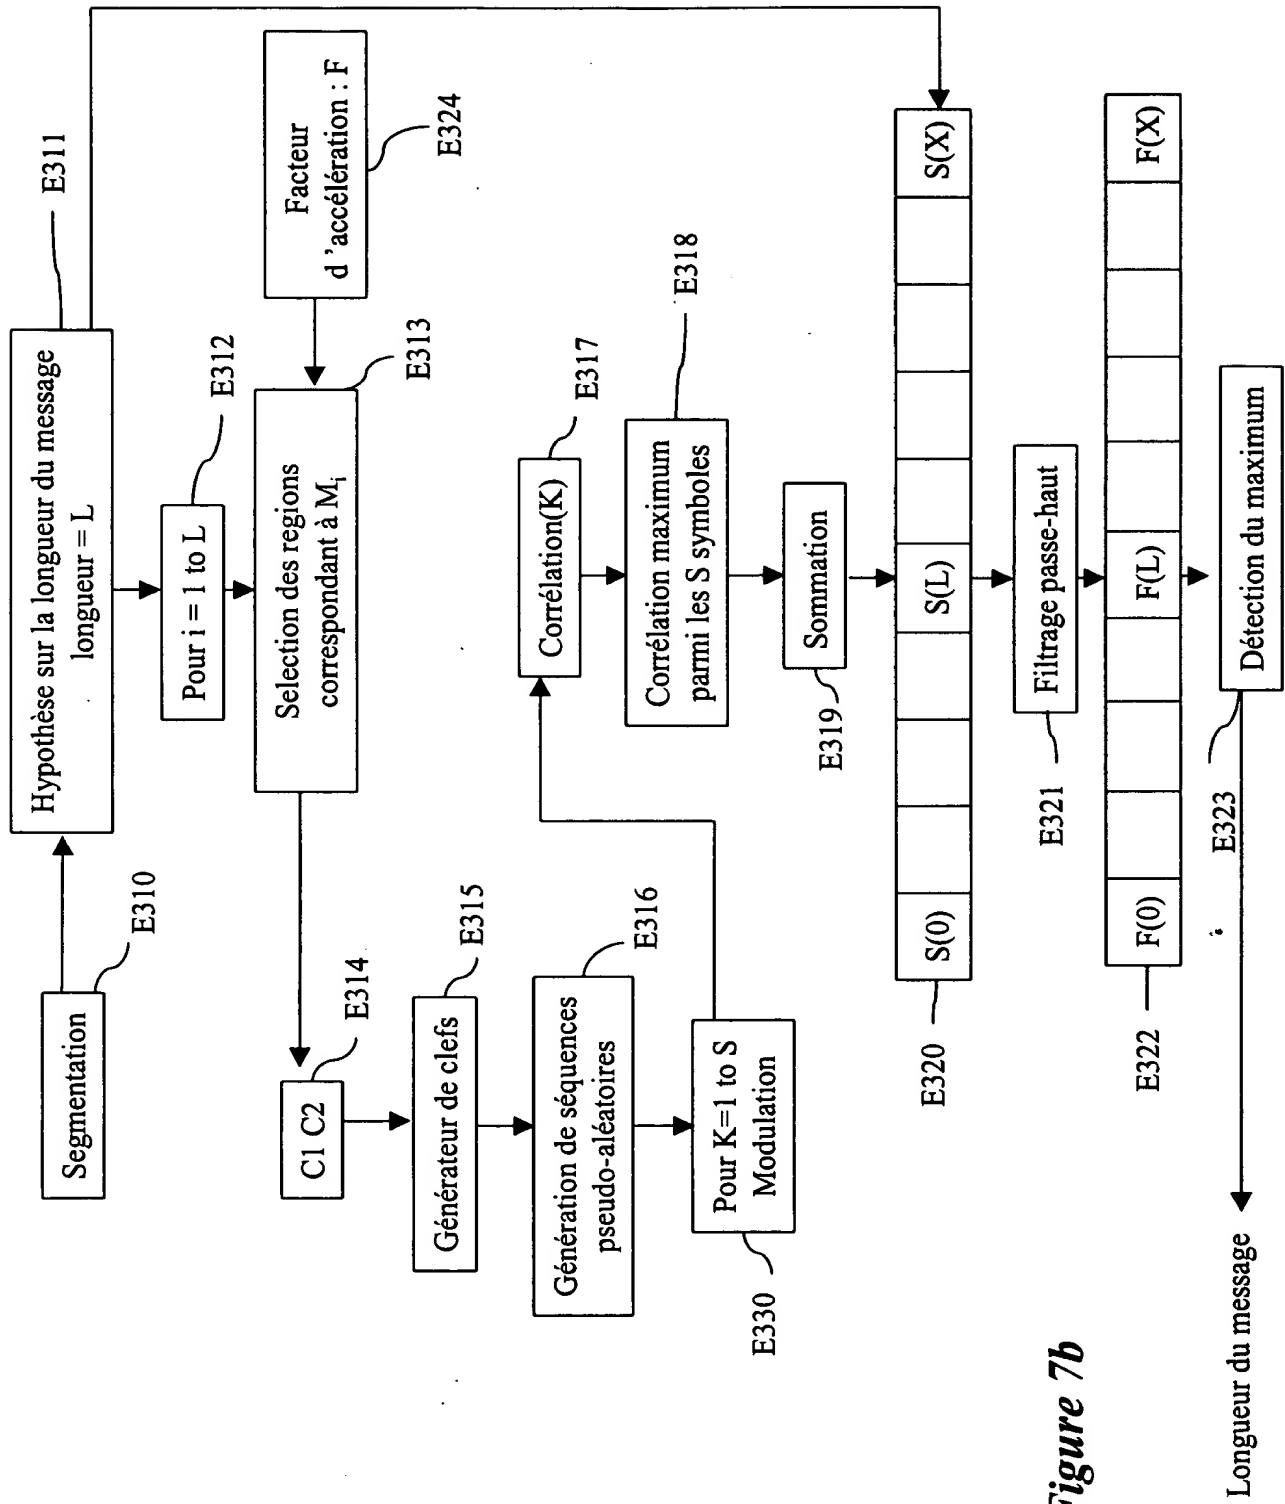 Segmentation
E310
Hypothèse sur la longueur du message
longueur = L
E311
Pour i = 1 to L
E312
Facteur
d 'accélération : F
E324
Selection des regions
correspondant à Mi
E313
C1 C2
E314
Générateur de clefs
E315
Génération de séquences
pseudo-aléatoires
E316
Pour K=1 to S
Modulation
E330
Corrélation(K)
E317
Corrélation maximum
parmi les S symboles
E318
Sommation
E319
S(0)
S(L)
S(X)
E320
Filtrage passe-haut
E321
F(0)
F(L)
F(X)
E322
Détection du maximum
E323
Longueur du message
Figure 7b